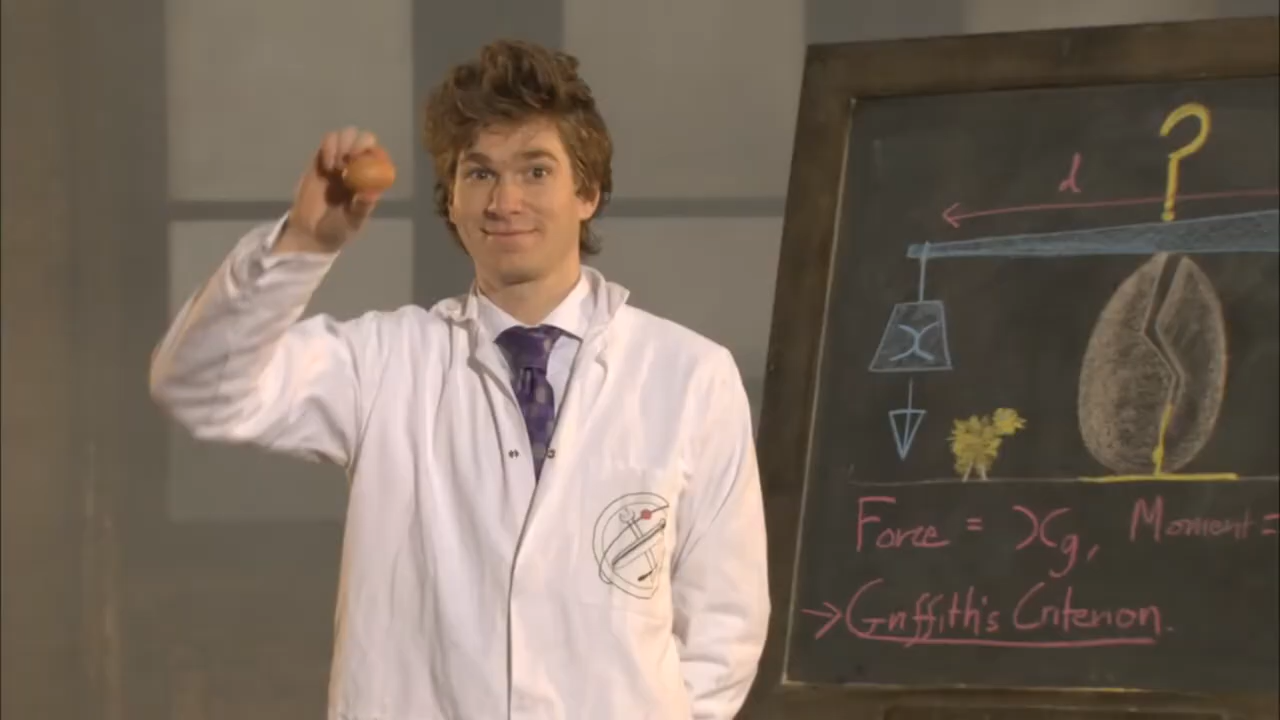 ?
d
x
Force = xg, Moment =
→ Griffith's Criterion.